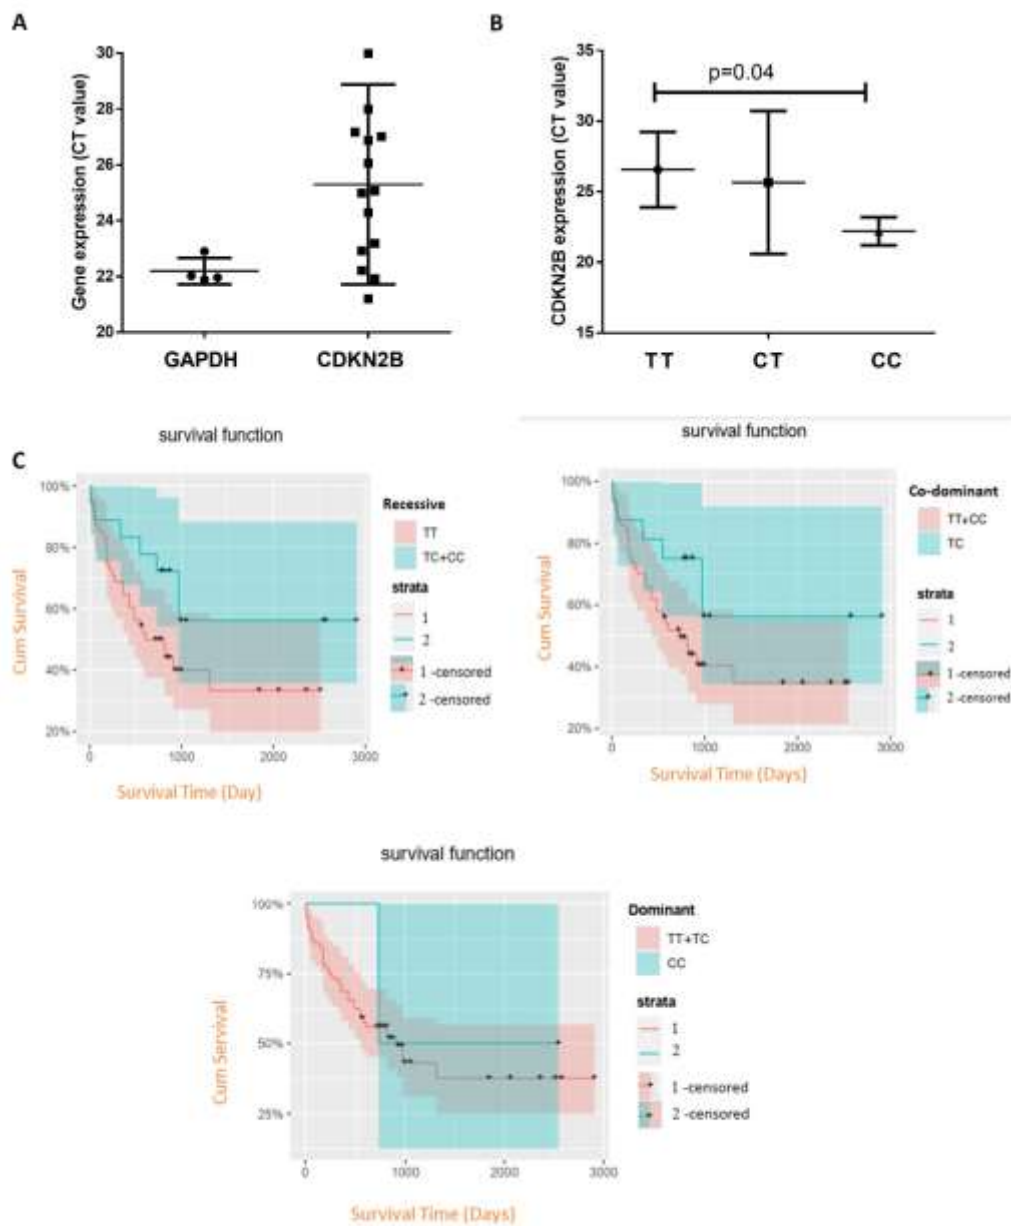 A
Gene expression (CT value)
30
28
26
24
22
20
GAPDH
CDKN2B
B
CDKN2B expression (CT value)
35
30
25
20
15
p=0.04
TT
CT
CC
C
survival function
Cum Survival
100%
80%
60%
40%
20%
0
1000
2000
3000
Survival Time (Day)
Recessive
TT
TC+CC
strata
1
2
1 -censored
2 -censored
survival function
Cum Survival
100%
80%
60%
40%
20%
0
1000
2000
3000
Survival Time (Days)
Co-dominant
TT+CC
TC
strata
1
2
1 -censored
2 -censored
survival function
Cum Servival
100%
75%
50%
25%
0
1000
2000
3000
Survival Time (Days)
Dominant
TT+TC
CC
strata
1
2
1 -censored
2 -censored